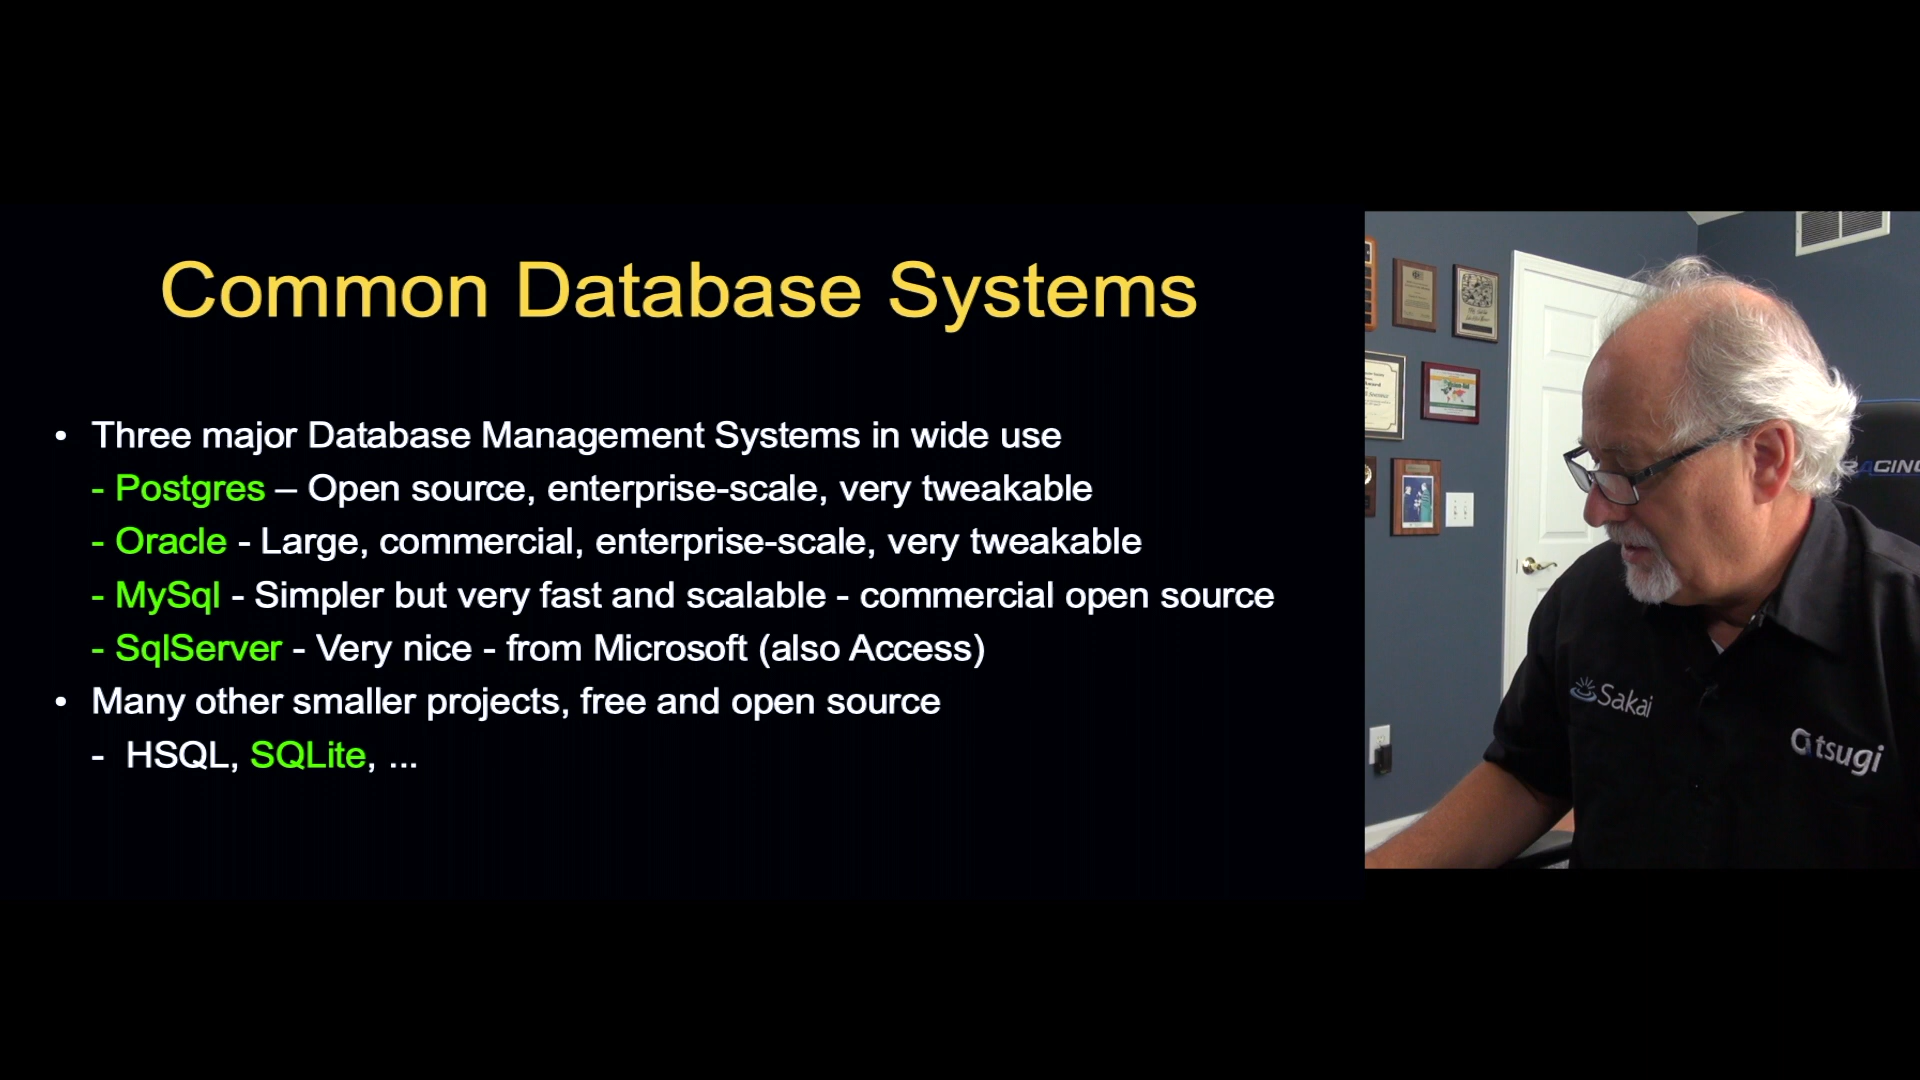 Common Database Systems
• Three major Database Management Systems in wide use
- Postgres – Open source, enterprise-scale, very tweakable
- Oracle - Large, commercial, enterprise-scale, very tweakable
- MySql - Simpler but very fast and scalable - commercial open source
- SqlServer - Very nice - from Microsoft (also Access)
• Many other smaller projects, free and open source
- HSQL, SQLite, ...
RACING
Sakai
tsugi